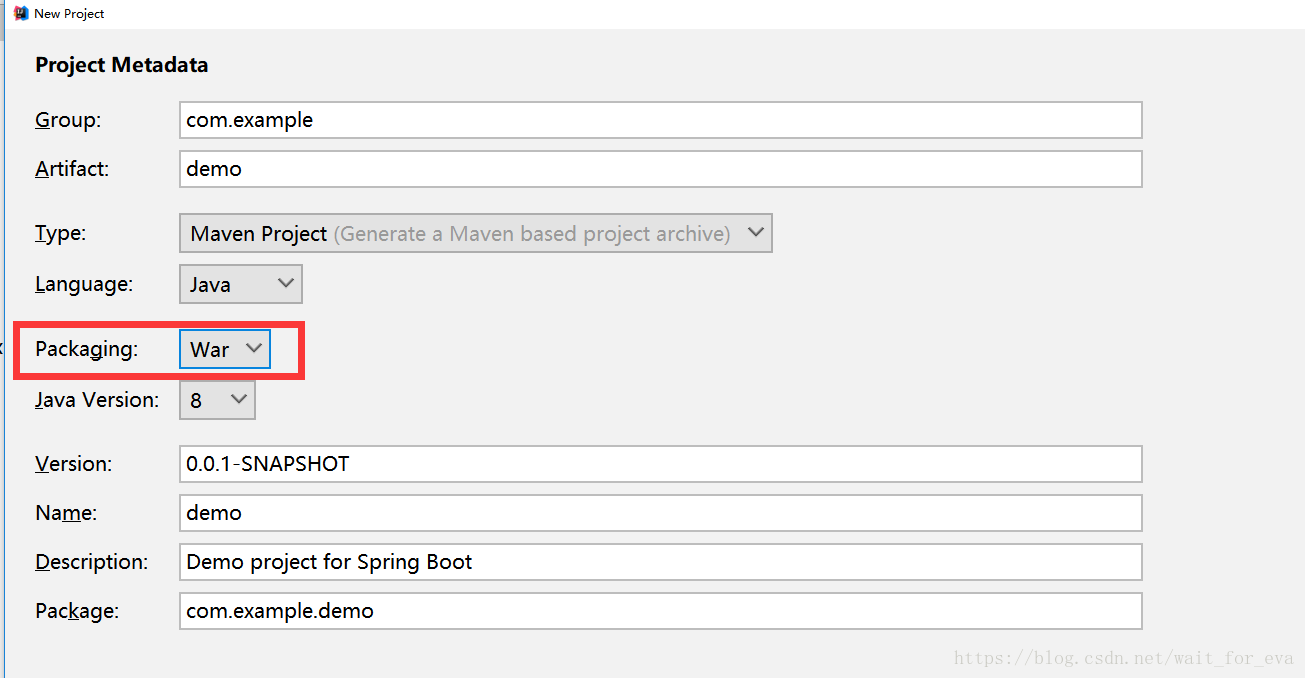 New Project
Project Metadata
Group: com.example
Artifact: demo
Type: Maven Project (Generate a Maven based project archive)
Language: Java
Packaging: War
Java Version: 8
Version: 0.0.1-SNAPSHOT
Name: demo
Description: Demo project for Spring Boot
Package: com.example.demo
https://blog.csdn.net/wait_for_eva